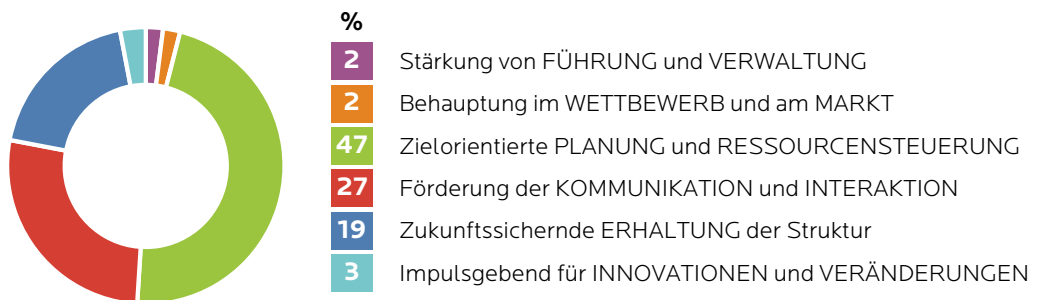 %
2 Stärkung von FÜHRUNG und VERWALTUNG
2 Behauptung im WETTBEWERB und am MARKT
47 Zielorientierte PLANUNG und RESSOURCENSTEUERUNG
27 Förderung der KOMMUNIKATION und INTERAKTION
19 Zukunftssichernde ERHALTUNG der Struktur
3 Impulsgebend für INNOVATIONEN und VERÄNDERUNGEN